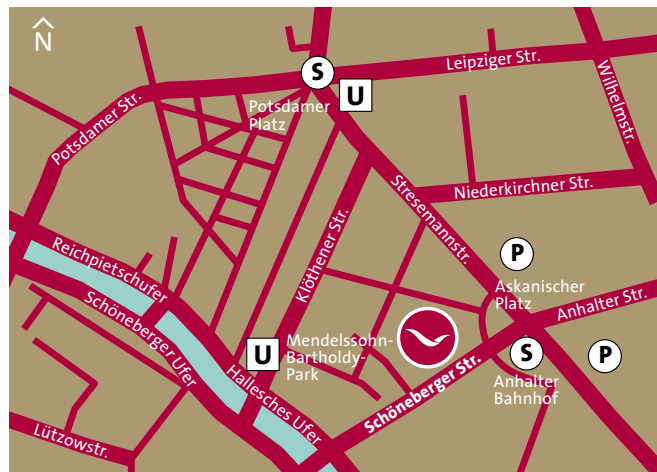 N
Leipziger Str.
S
U
Potsdamer
Platz
Wilhelmstr.
Potsdamer Str.
Niederkirchner Str.
Stresemannstr.
Klöthener Str.
P
Reichpietschufer
Askanischer
Platz
Anhalter Str.
Schöneberger Ufer
U
Mendelssohn-
Bartholdy-
Park
S
P
Anhalter
Bahnhof
Schöneberger Str.
Hallesches Ufer
Lützowstr.